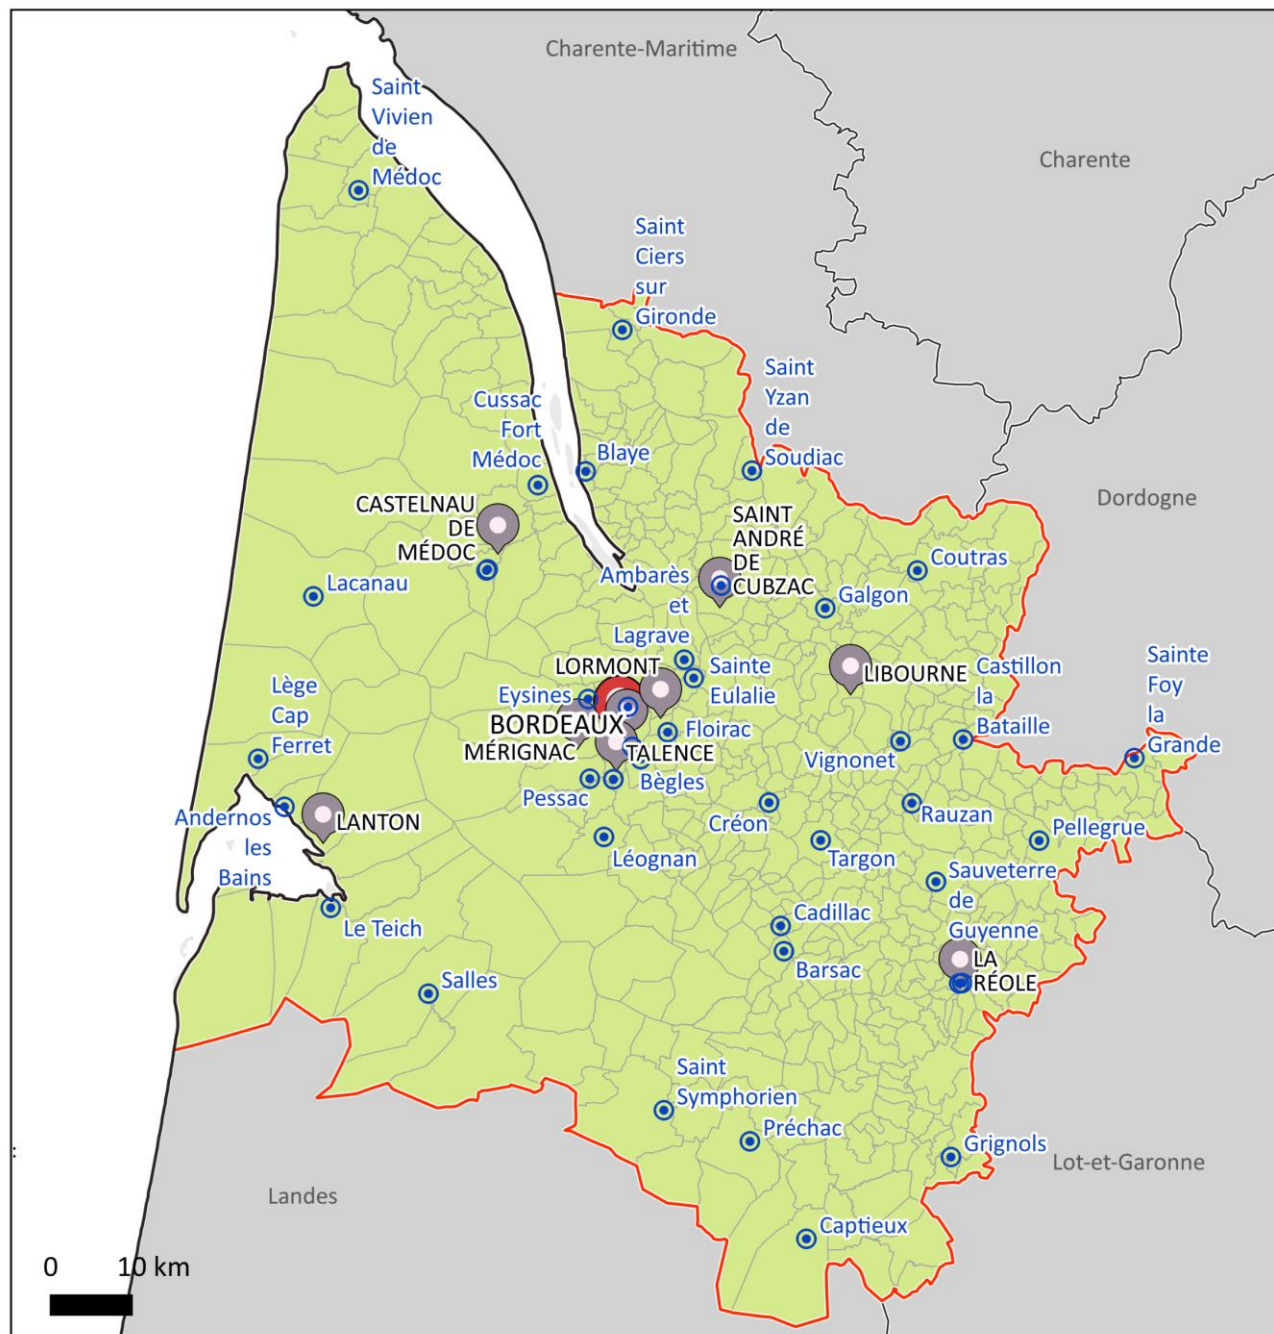 Charente-Maritime
Saint
Vivien
de
Médoc
Charente
Saint
Ciers
sur
Gironde
Saint
Yzan
de
Soudiac
Cussac
Fort
Médoc
Blaye
Dordogne
CASTELNAU
DE
MÉDOC
SAINT
ANDRÉ
DE
CUBZAC
Coutras
Lacanau
Ambarès
et
Lagrave
Galgon
LORMONT
Sainte
Eulalie
LIBOURNE
Castillon
la
Bataille
Sainte
Foy
la
Grande
Lège
Cap
Ferret
Eysines
BORDEAUX
MÉRIGNAC
TALENCE
Floirac
Vignonet
Pessac
Bègles
Andernos
les
Bains
LANTON
Créon
Rauzan
Léognan
Targon
Pellegrue
Sauveterre
de
Guyenne
Le Teich
Cadillac
Barsac
LA
RÉOLE
Salles
Saint
Symphorien
Préchac
Grignols
:
Lot-et-Garonne
Landes
Captieux
0 10 km